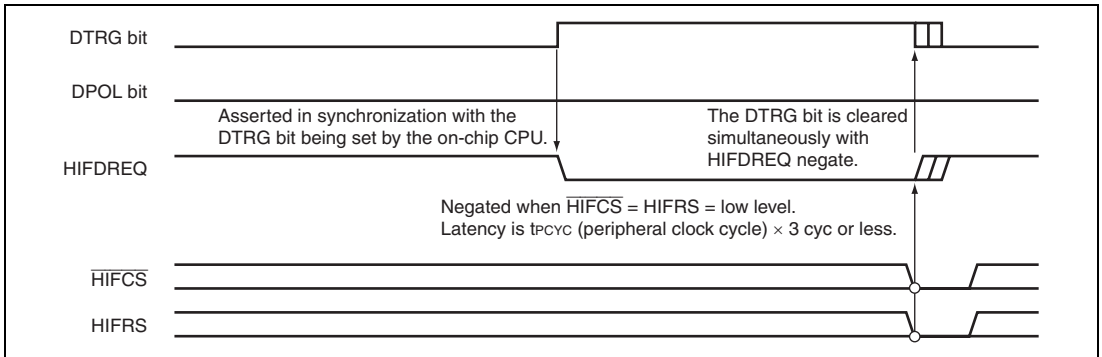 DTRG bit
DPOL bit
Asserted in synchronization with the
DTRG bit being set by the on-chip CPU.
The DTRG bit is cleared
simultaneously with
HIFDREQ negate.
HIFDREQ
Negated when H̅I̅F̅C̅S̅ = HIFRS = low level.
Latency is tPCYC (peripheral clock cycle) × 3 cyc or less.
H̅I̅F̅C̅S̅
HIFRS